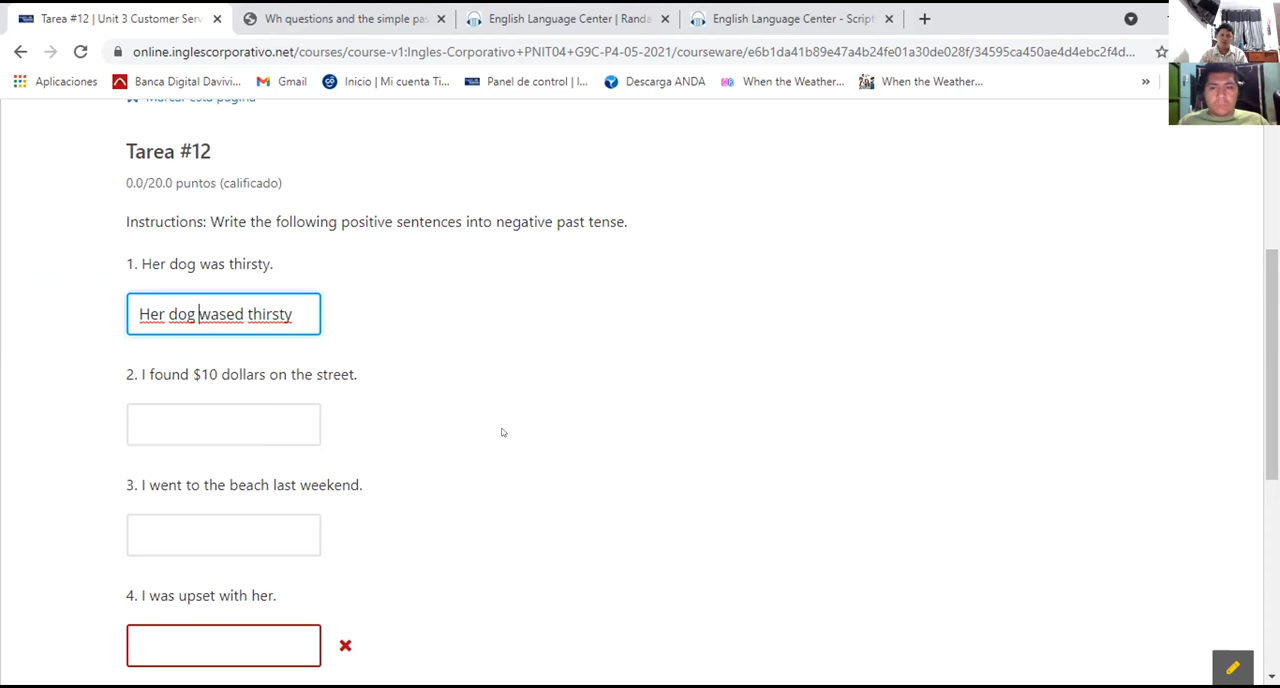 Tarea #12 | Unit 3 Customer Serv
Wh questions and the simple pas
English Language Center | Randa
English Language Center - Script
online.inglescorporativo.net/courses/course-v1:Ingles-Corporativo+PNIT04+G9C-P4-05-2021/courseware/e6b1da41b89e47a4b24fe01a30de028f/34595ca450ae4d4ebc2f4d...
Aplicaciones
Banca Digital Davivi...
Gmail
Inicio | Mi cuenta Ti...
Panel de control | I...
Descarga ANDA
When the Weather...
When the Weather...
»
Marcar esta página
Tarea #12
0.0/20.0 puntos (calificado)
Instructions: Write the following positive sentences into negative past tense.
1. Her dog was thirsty.
Her dog wased thirsty
2. I found $10 dollars on the street.
3. I went to the beach last weekend.
4. I was upset with her.